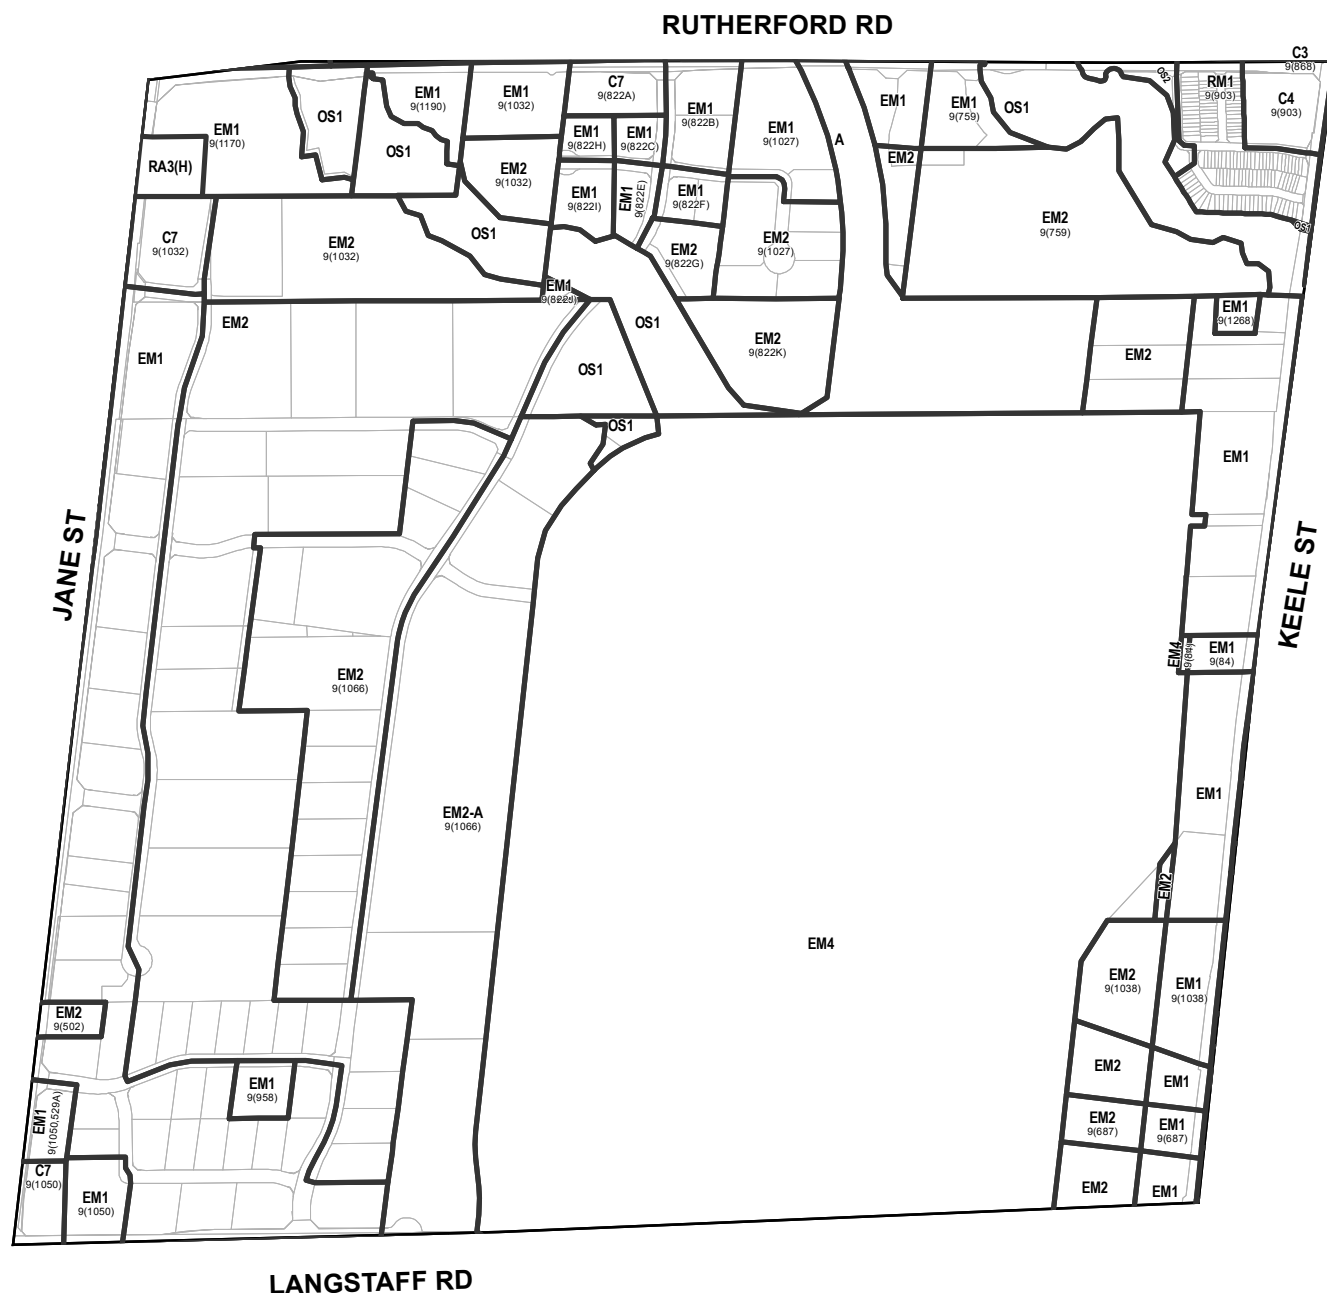 RUTHERFORD RD
C3
9(868)
OS2
RM1
9(903)
C4
9(903)
C7
9(822A)
EM1
9(1190)
EM1
9(1032)
EM1
9(822B)
EM1
EM1
9(759)
OS1
OS1
EM1
9(1170)
EM1
9(1027)
A
EM1
9(822H)
EM1
9(822C)
OS1
EM2
RA3(H)
EM2
9(1032)
EM1
9(822I)
EM1
9(822E)
EM1
9(822F)
OS1
C7
9(1032)
EM2
9(1032)
OS1
EM2
9(822G)
EM2
9(1027)
EM2
9(759)
EM1
9(822J)
EM2
OS1
EM1
9(1268)
EM1
OS1
EM2
9(822K)
EM2
OS1
EM1
JANE ST
KEELE ST
EM4
9(84)
EM1
9(84)
EM2
9(1066)
EM2-A
9(1066)
EM1
EM2
EM4
EM2
9(1038)
EM1
9(1038)
EM2
9(502)
EM2
EM1
EM1
9(958)
EM1
9(1050,529A)
EM2
9(687)
EM1
9(687)
C7
9(1050)
EM1
9(1050)
EM2
EM1
LANGSTAFF RD